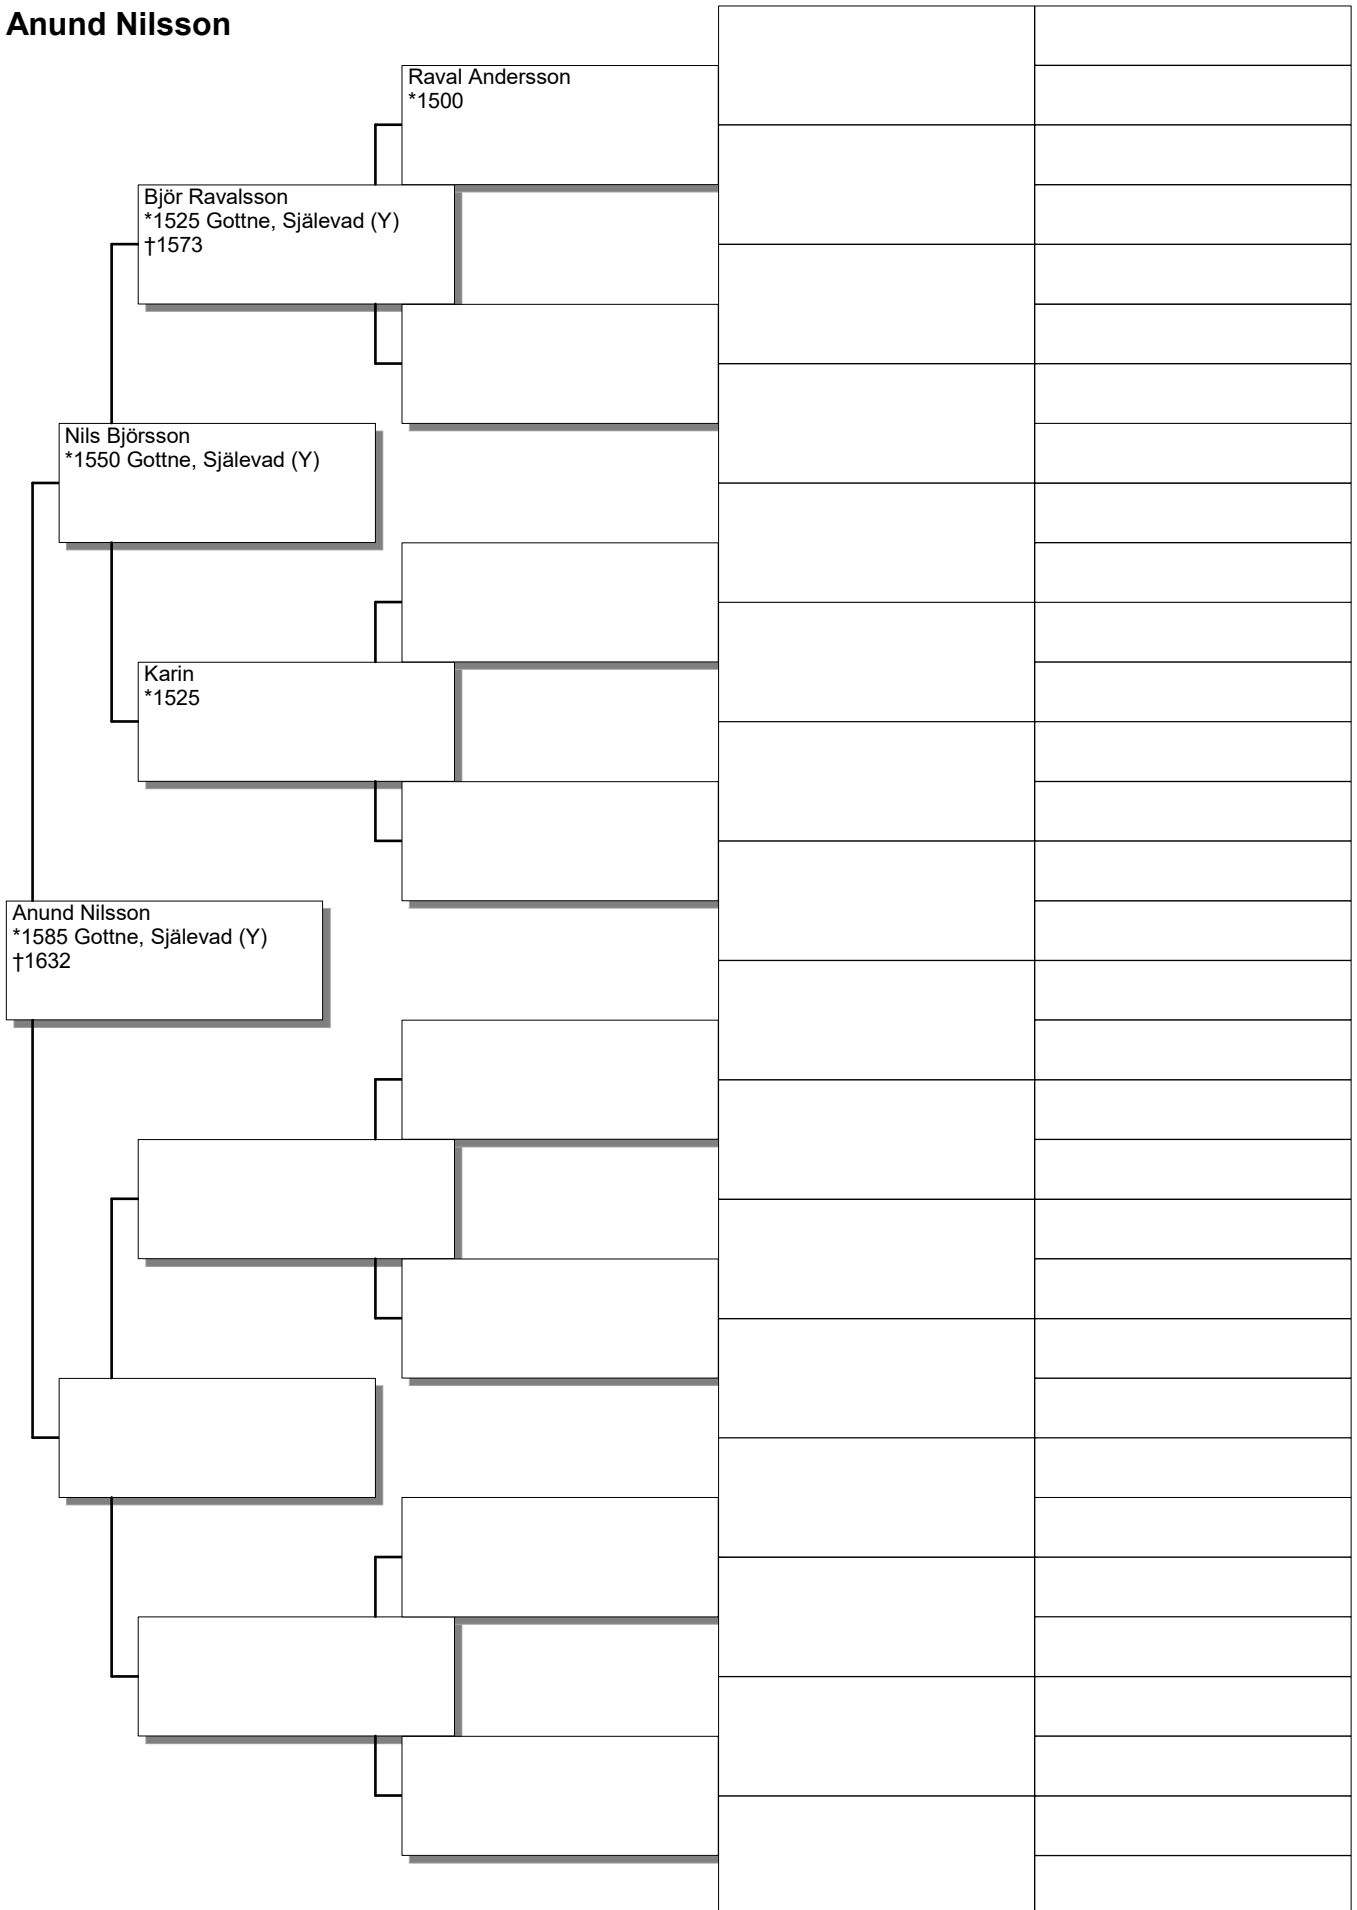 Anund Nilsson
Raval Andersson
*1500
Björ Ravalsson
*1525 Gottne, Själevad (Y)
†1573
Nils Björsson
*1550 Gottne, Själevad (Y)
Karin
*1525
Anund Nilsson
*1585 Gottne, Själevad (Y)
†1632